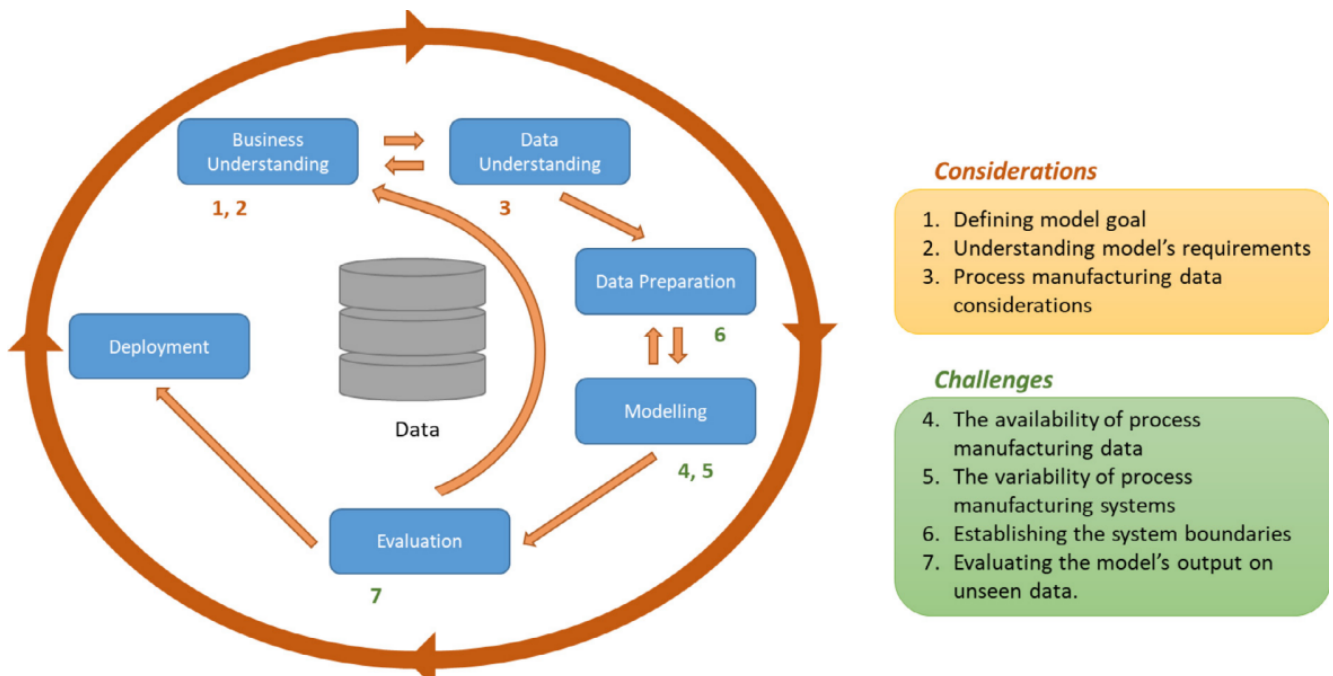 Business
Understanding
1, 2
Data
Understanding
3
Data Preparation
6
Modelling
4, 5
Evaluation
7
Deployment
Data
Considerations
1. Defining model goal
2. Understanding model’s requirements
3. Process manufacturing data
considerations
Challenges
4. The availability of process
manufacturing data
5. The variability of process
manufacturing systems
6. Establishing the system boundaries
7. Evaluating the model’s output on
unseen data.